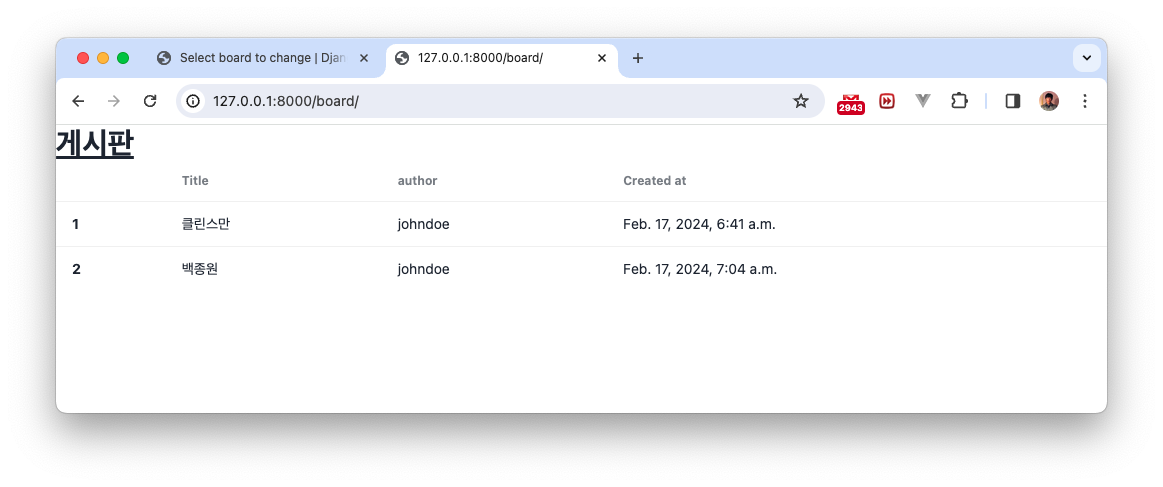 Select board to change | Djan
127.0.0.1:8000/board/
127.0.0.1:8000/board/
2943
게시판
Title author Created at
1 클린스만 johndoe Feb. 17, 2024, 6:41 a.m.
2 백종원 johndoe Feb. 17, 2024, 7:04 a.m.